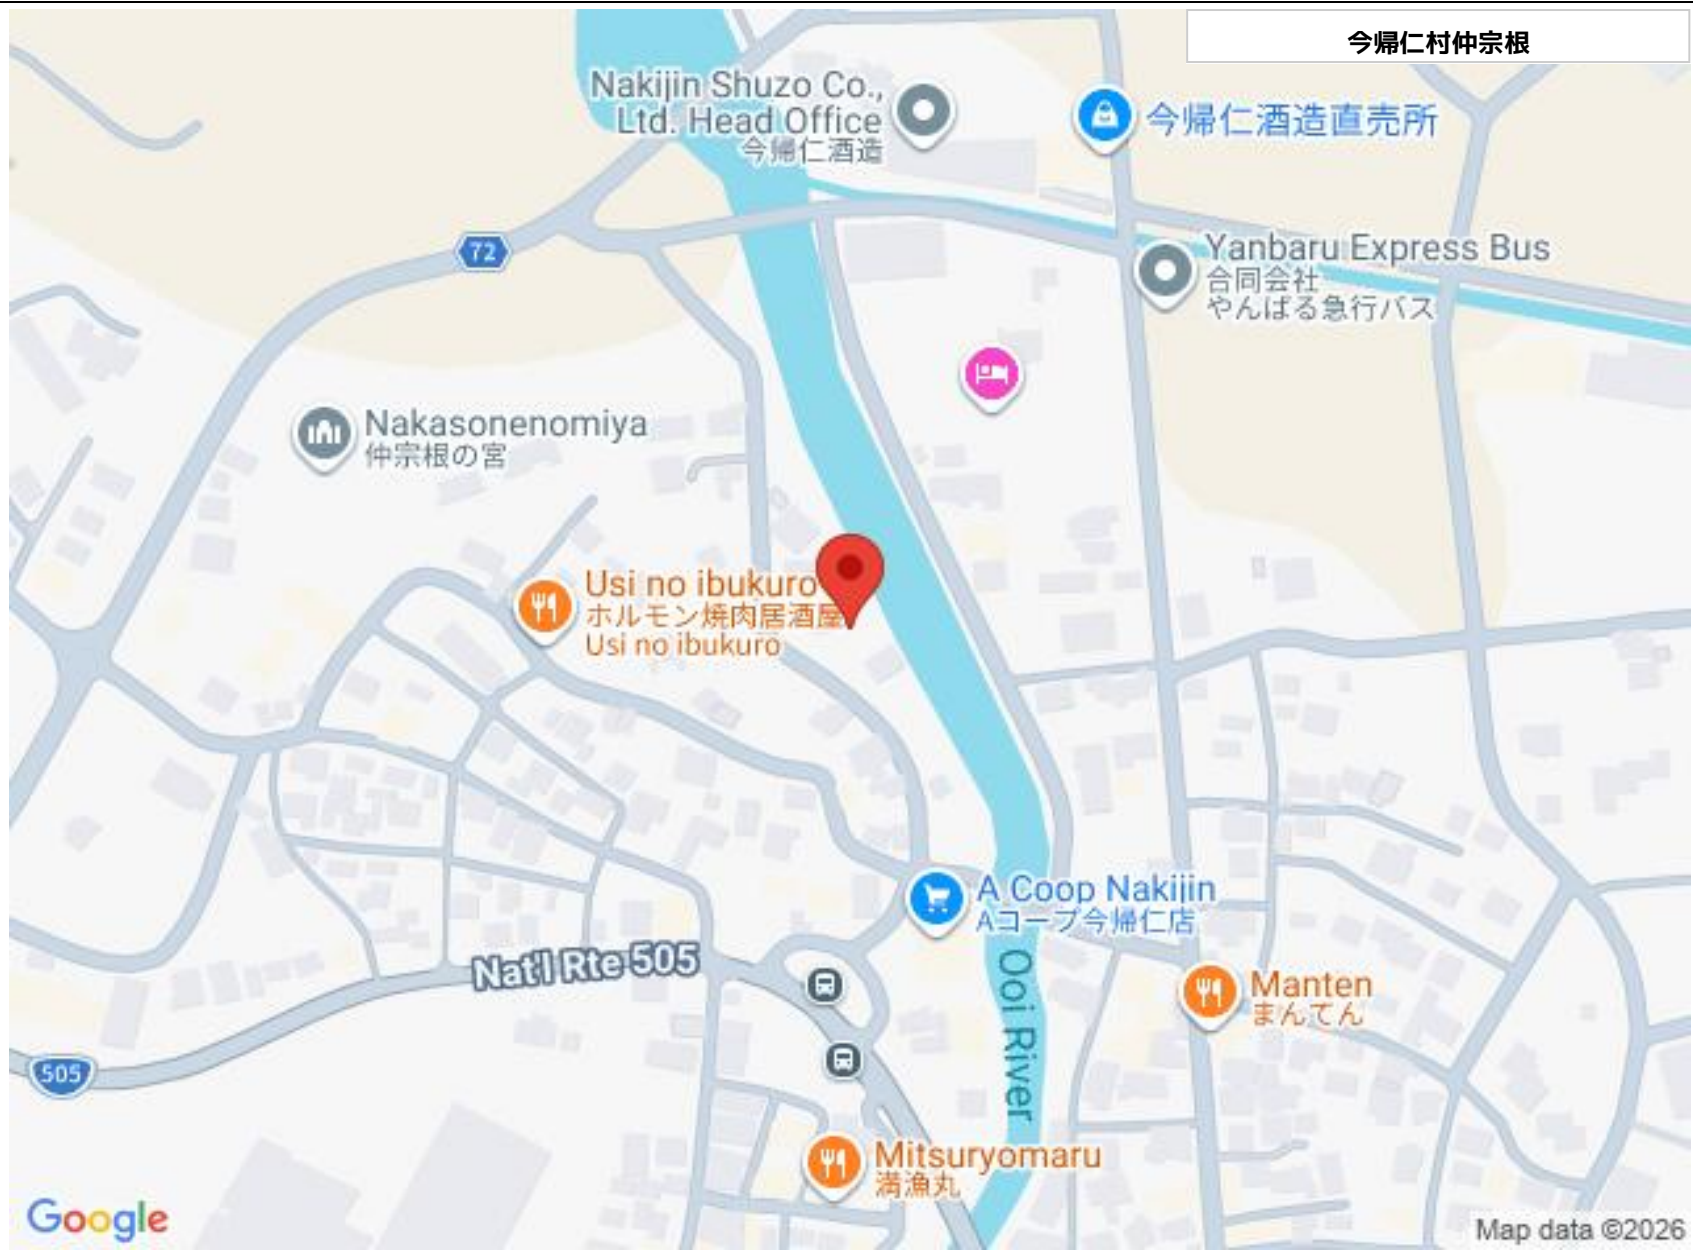 今帰仁村仲宗根
Nakijin Shuzo Co.,
Ltd. Head Office
今帰仁酒造
今帰仁酒造直売所
72
Yanbaru Express Bus
合同会社
やんばる急行バス
Nakasonenomiya
仲宗根の宮
Usi no ibukuro
ホルモン焼肉居酒屋
Usi no ibukuro
A Coop Nakijin
Aコープ今帰仁店
Nat'l Rte 505
Ooi River
Manten
まんてん
505
Mitsuryomaru
満漁丸
Google
Map data ©2026